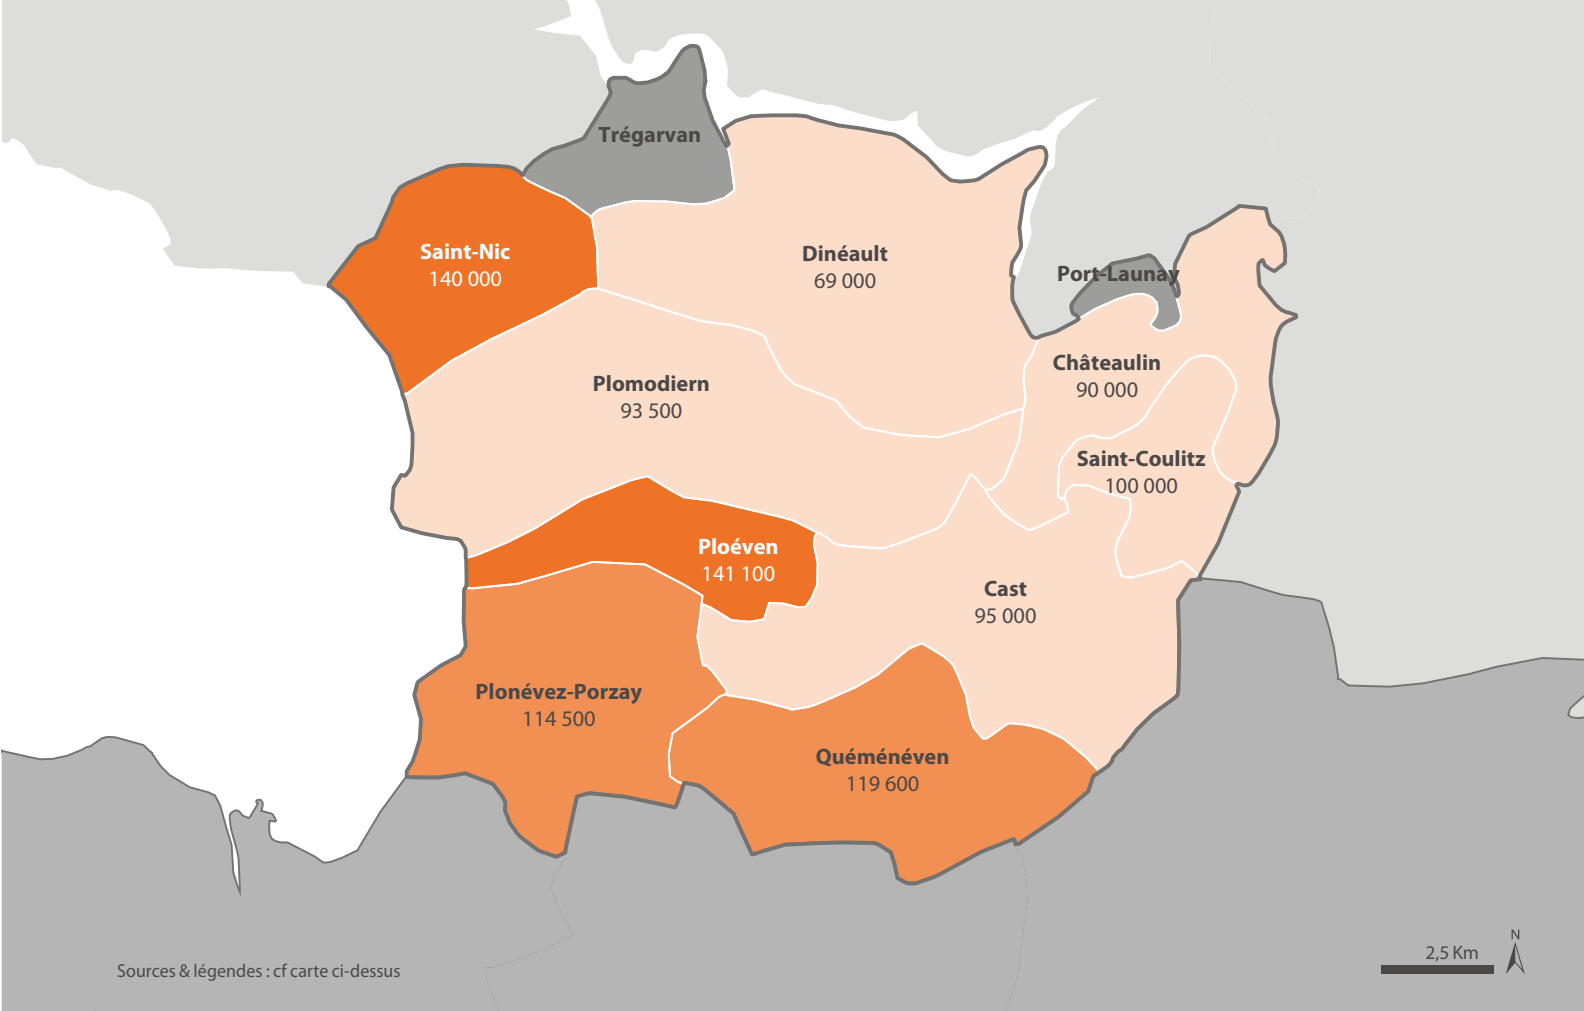 Trégarvan
Saint-Nic
140 000
Dinéault
69 000
Port-Launay
Châteaulin
90 000
Plomodiern
93 500
Saint-Coulitz
100 000
Ploéven
141 100
Cast
95 000
Plonévez-Porzay
114 500
Quéménéven
119 600
Sources & légendes : cf carte ci-dessus
2,5 Km
N